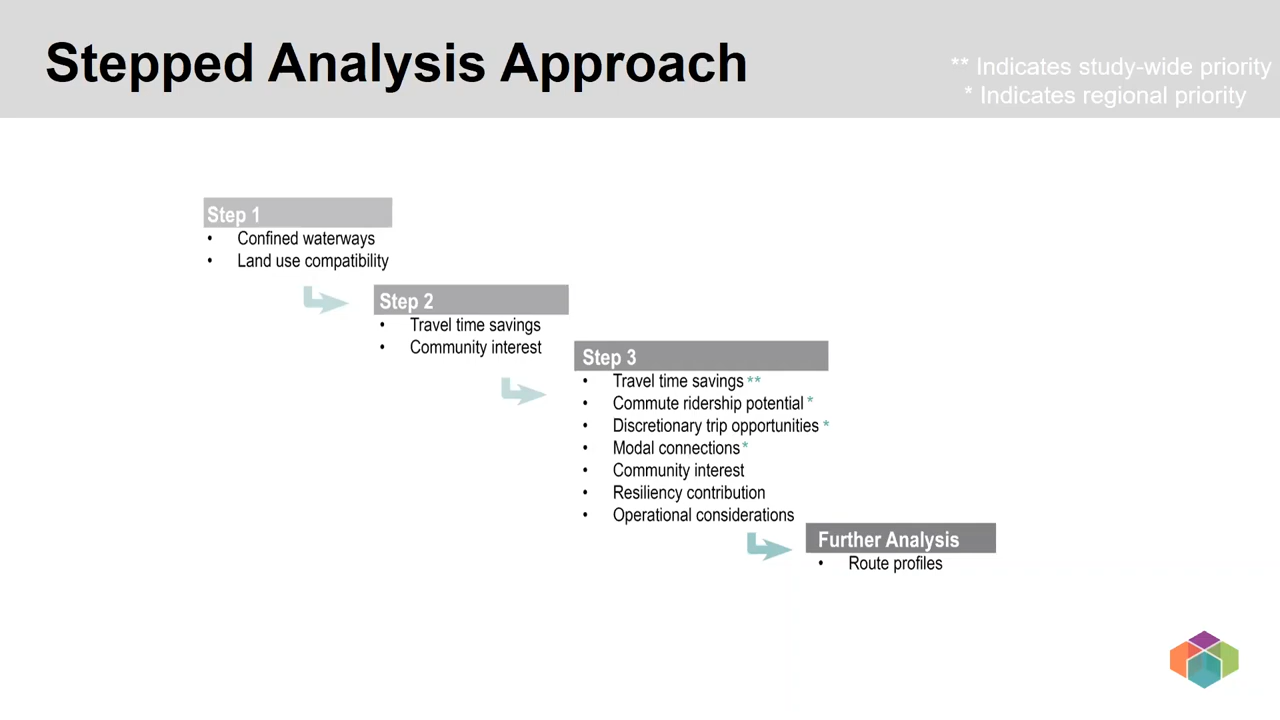 Stepped Analysis Approach
** Indicates study-wide priority
* Indicates regional priority
Step 1
• Confined waterways
• Land use compatibility
Step 2
• Travel time savings
• Community interest
Step 3
• Travel time savings **
• Commute ridership potential *
• Discretionary trip opportunities *
• Modal connections *
• Community interest
• Resiliency contribution
• Operational considerations
Further Analysis
• Route profiles